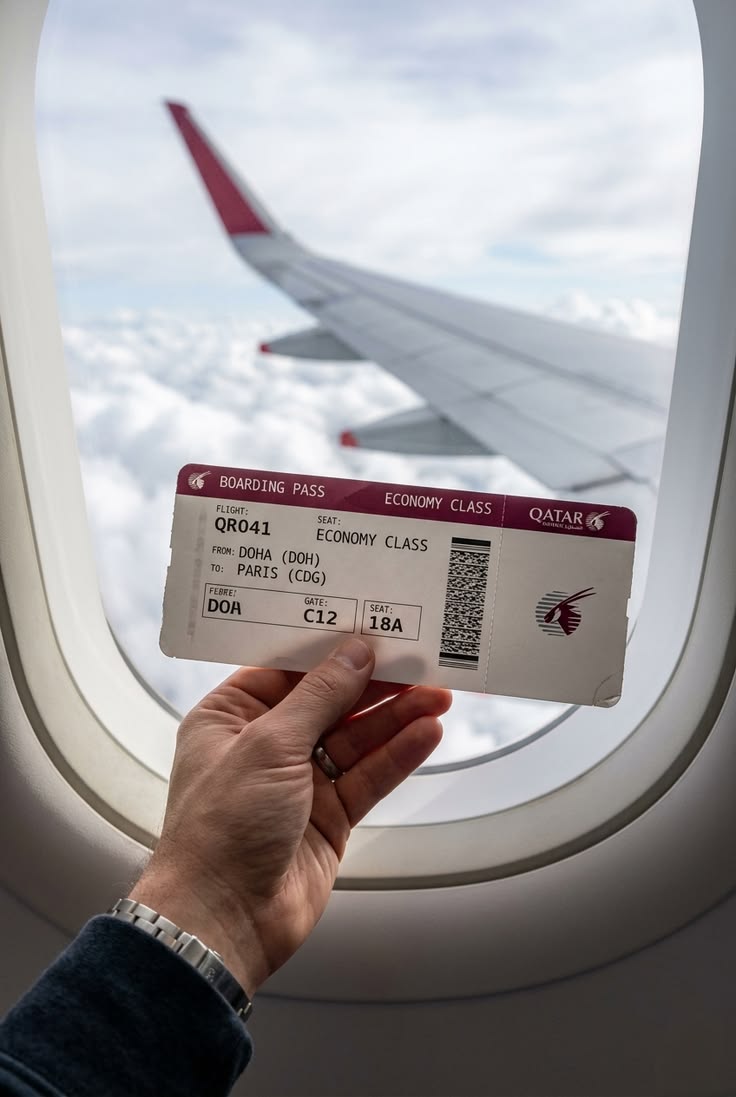 BOARDING PASS
ECONOMY CLASS
QATAR
FLIGHT:
QR041
SEAT:
ECONOMY CLASS
FROM: DOHA (DOH)
TO: PARIS (CDG)
FEBRE:
DOA
GATE:
C12
SEAT:
18A